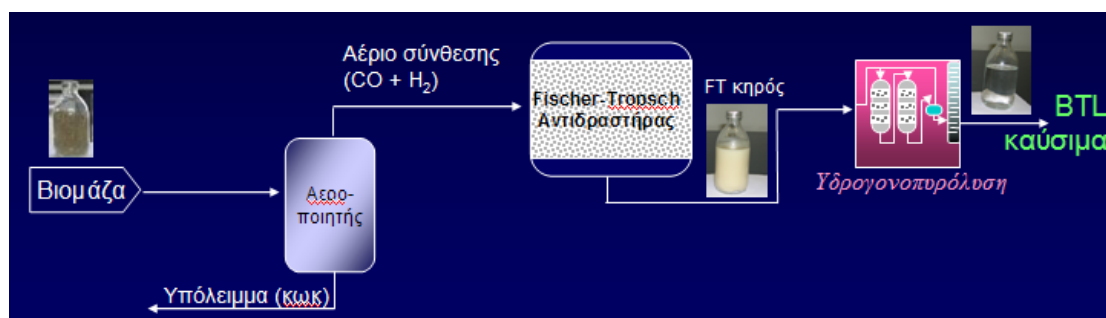 Αέριο σύνθεσης
(CO + H2)
Βιομάζα
Αερο-
ποιητής
Υπόλειμμα (κωκ)
Fischer-Tropsch
Αντιδραστήρας
FT κηρός
Υδρογονοπυρόλυση
BTL
καύσιμα